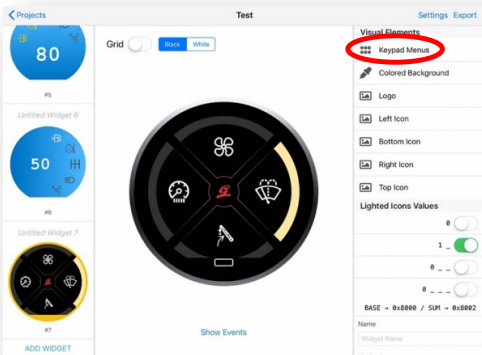 Projects
Test
Settings Export
80
#5
Untitled Widget 6
50
#6
Untitled Widget 7
#7
ADD WIDGET
Grid
Black White
Show Events
Visual Elements
Keypad Menus
Colored Background
Logo
Left Icon
Bottom Icon
Right Icon
Top Icon
Lighted Icons Values
0
1 _
0 _ _
0 _ _ _
BASE → 0x8000 / SUM → 0x8002
Name
Widget Name